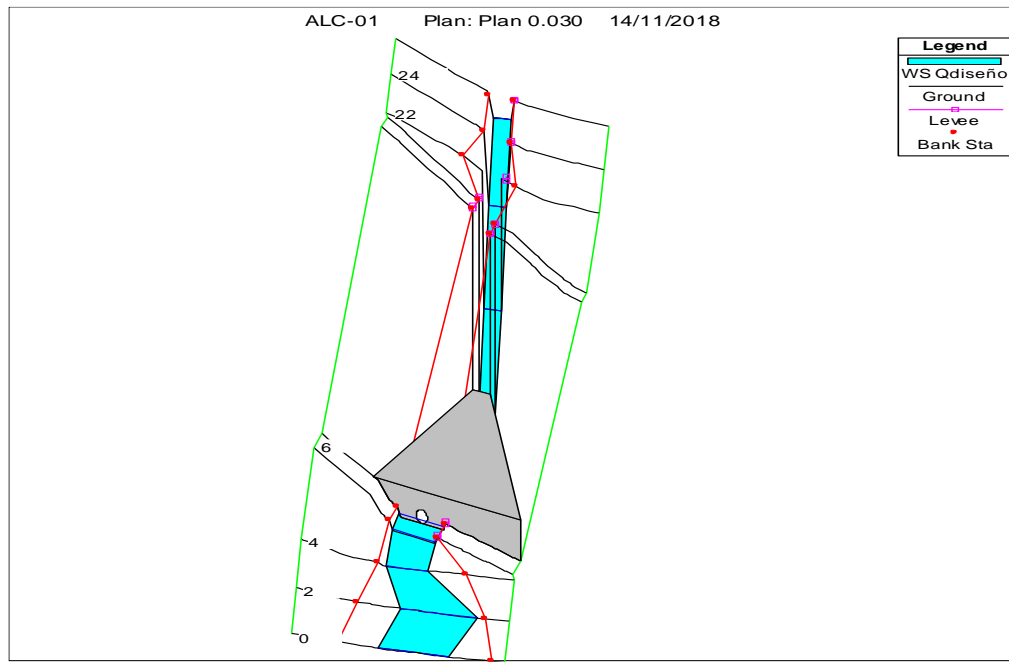 ALC-01 Plan: Plan 0.030 14/11/2018
Legend
WS Qdiseño
Ground
Levee
Bank Sta
24
22
6
4
2
0